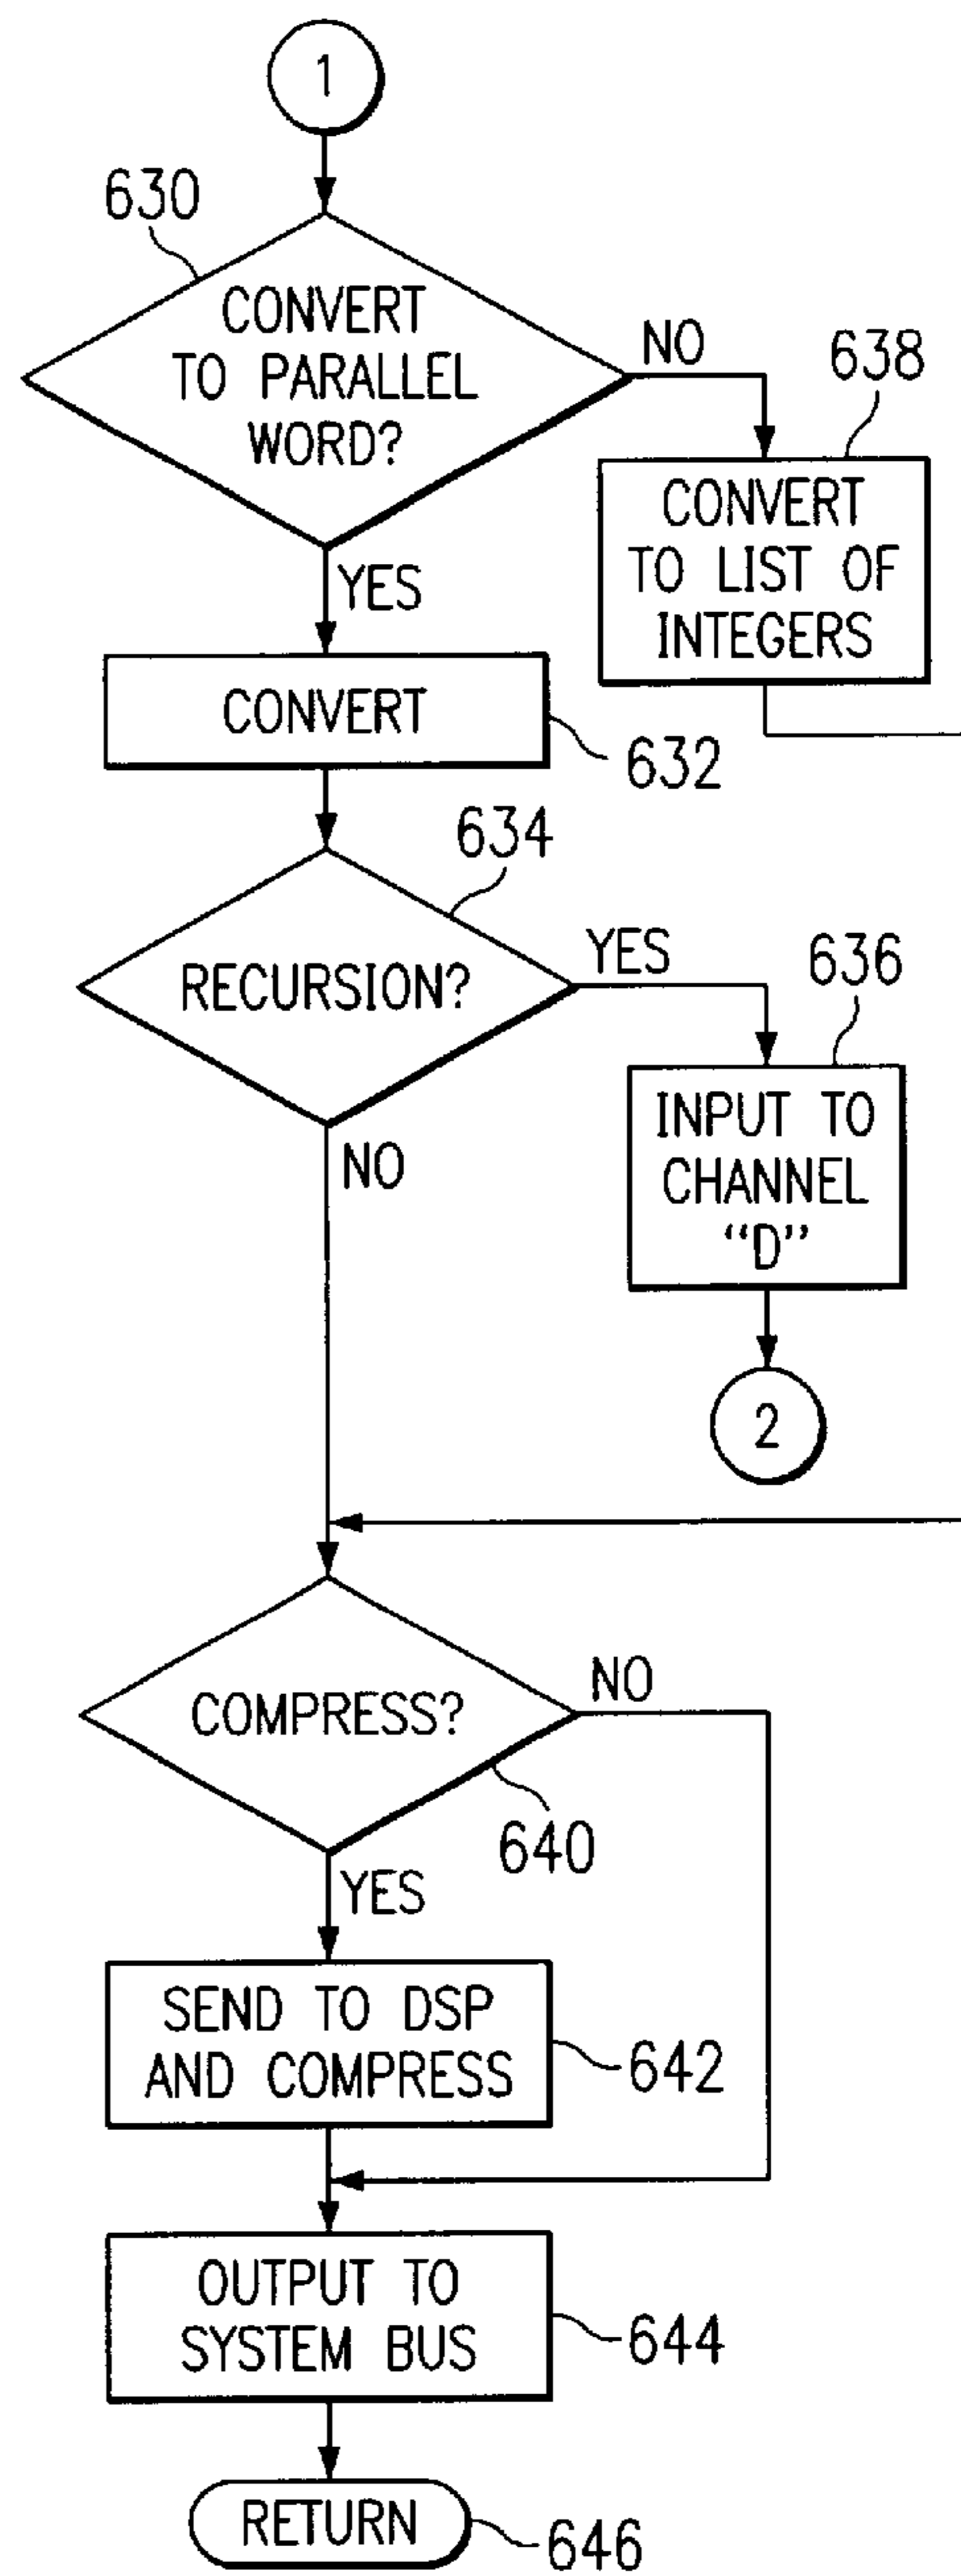 1
630
CONVERT
TO PARALLEL
WORD?
NO
638
CONVERT
TO LIST OF
INTEGERS
YES
CONVERT
632
634
RECURSION?
YES
636
INPUT TO
CHANNEL
“D”
NO
2
COMPRESS?
NO
640
YES
SEND TO DSP
AND COMPRESS
642
OUTPUT TO
SYSTEM BUS
644
RETURN
646